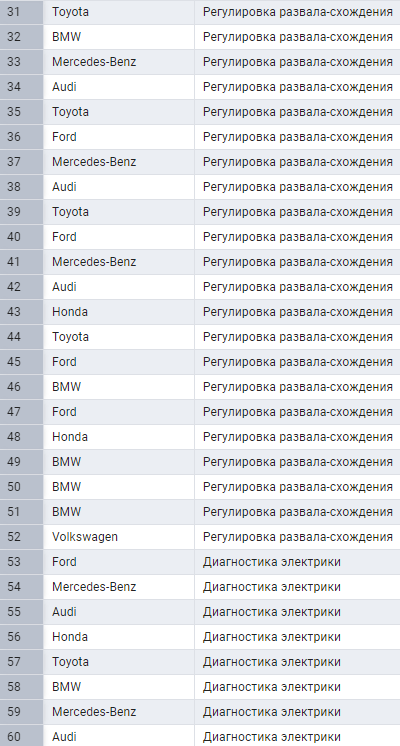 31 Toyota Регулировка развала-схождения
32 BMW Регулировка развала-схождения
33 Mercedes-Benz Регулировка развала-схождения
34 Audi Регулировка развала-схождения
35 Toyota Регулировка развала-схождения
36 Ford Регулировка развала-схождения
37 Mercedes-Benz Регулировка развала-схождения
38 Audi Регулировка развала-схождения
39 Toyota Регулировка развала-схождения
40 Ford Регулировка развала-схождения
41 Mercedes-Benz Регулировка развала-схождения
42 Audi Регулировка развала-схождения
43 Honda Регулировка развала-схождения
44 Toyota Регулировка развала-схождения
45 Ford Регулировка развала-схождения
46 BMW Регулировка развала-схождения
47 Ford Регулировка развала-схождения
48 Honda Регулировка развала-схождения
49 BMW Регулировка развала-схождения
50 BMW Регулировка развала-схождения
51 BMW Регулировка развала-схождения
52 Volkswagen Регулировка развала-схождения
53 Ford Диагностика электрики
54 Mercedes-Benz Диагностика электрики
55 Audi Диагностика электрики
56 Honda Диагностика электрики
57 Toyota Диагностика электрики
58 BMW Диагностика электрики
59 Mercedes-Benz Диагностика электрики
60 Audi Диагностика электрики